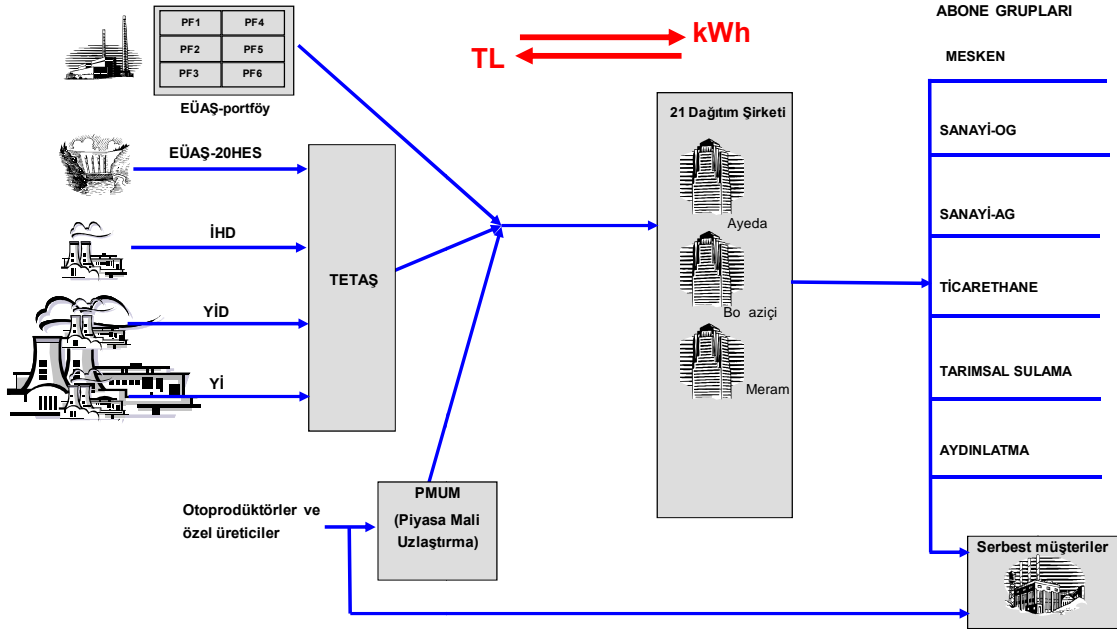 PF1 PF4
PF2 PF5
PF3 PF6
EÜAŞ-portföy
EÜAŞ-20HES
İHD
YİD
Yİ
TETAŞ
Otoprodüktörler ve
özel üreticiler
PMUM
(Piyasa Mali
Uzlaştırma)
TL
kWh
21 Dağıtım Şirketi
Ayeda
Bo aziçi
Meram
ABONE GRUPLARI
MESKEN
SANAYİ-OG
SANAYİ-AG
TİCARETHANE
TARIMSAL SULAMA
AYDINLATMA
Serbest müşteriler